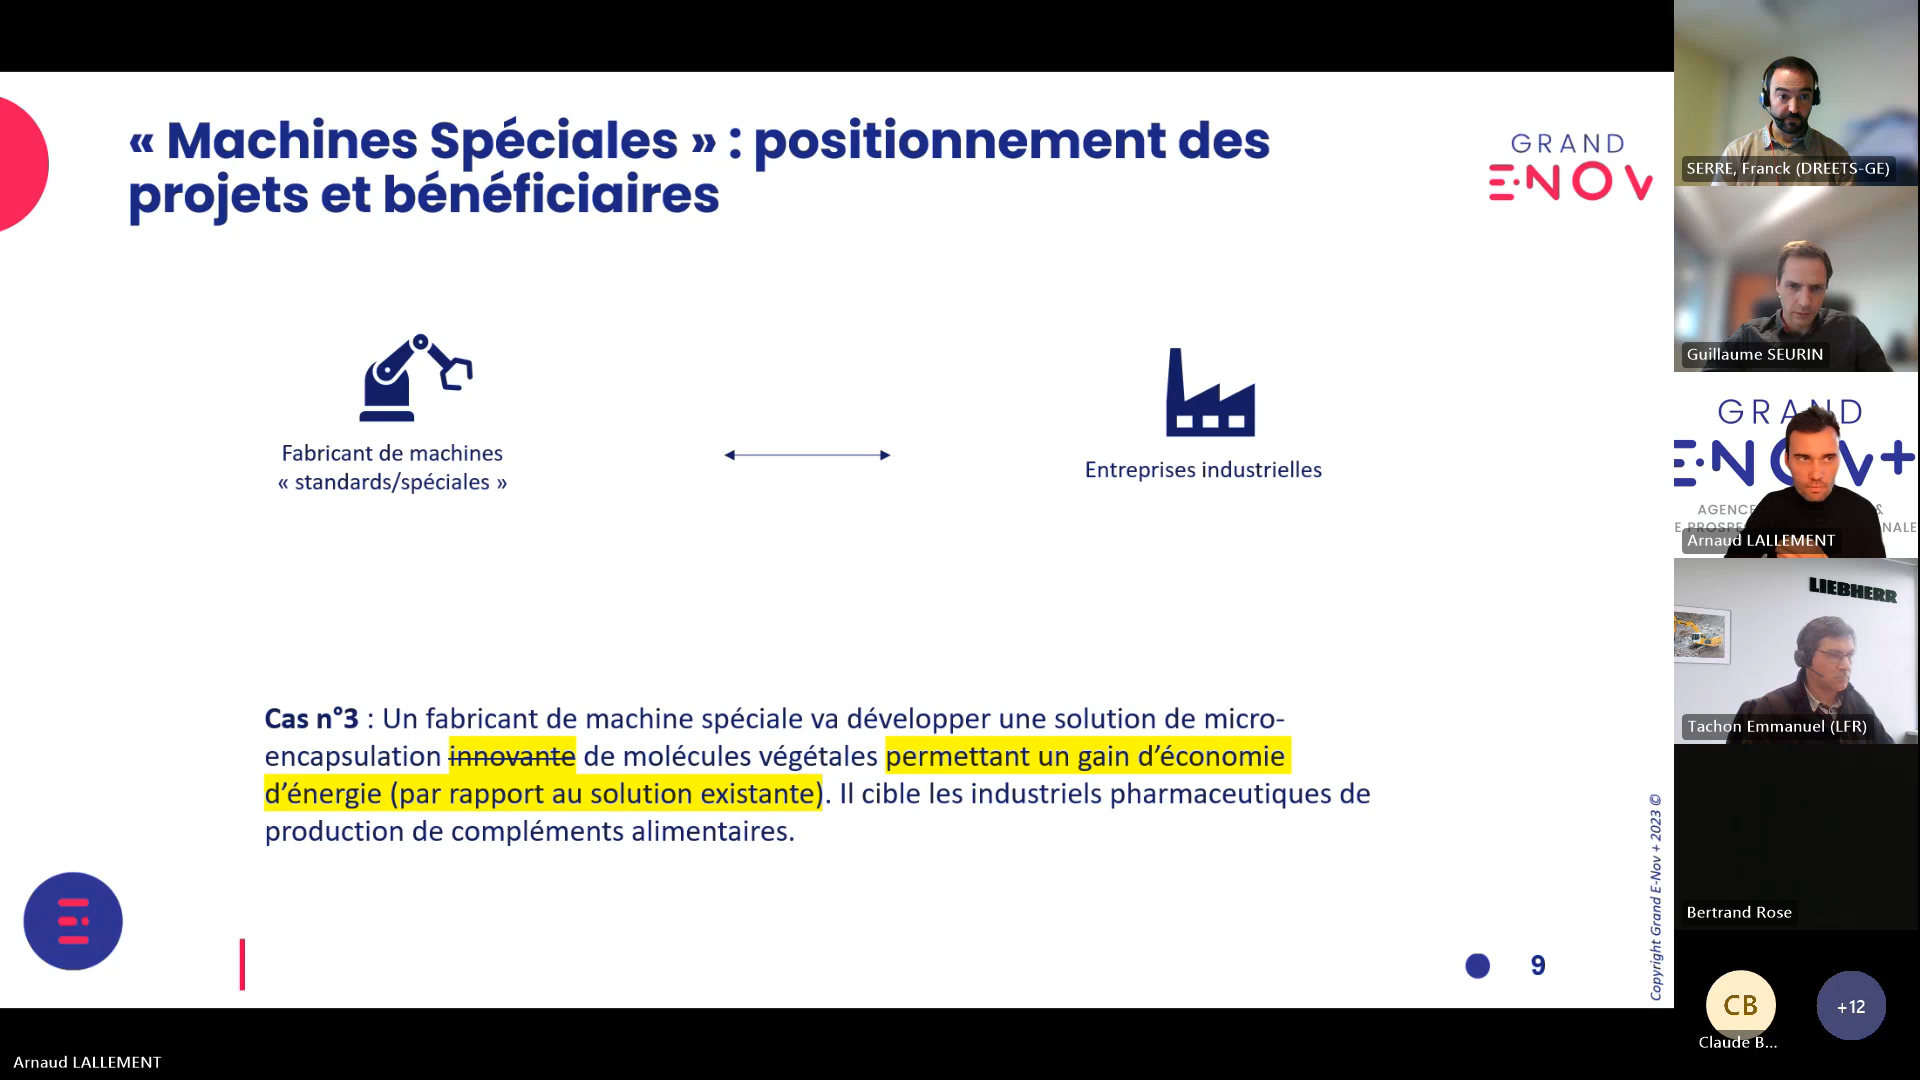 « Machines Spéciales » : positionnement des
projets et bénéficiaires
GRAND
E·NOV
Fabricant de machines
« standards/spéciales »
Entreprises industrielles
Cas n°3 : Un fabricant de machine spéciale va développer une solution de micro-
encapsulation innovante de molécules végétales permettant un gain d’économie
d’énergie (par rapport au solution existante). Il cible les industriels pharmaceutiques de
production de compléments alimentaires.
Copyright Grand E-Nov + 2023 ©
9
Arnaud LALLEMENT
SERRE, Franck (DREETS-GE)
Guillaume SEURIN
GRAND
E·NOV+
AGENCE
&
Arnaud LALLEMENT
LIEBHERR
Tachon Emmanuel (LFR)
Bertrand Rose
CB
Claude B...
+12